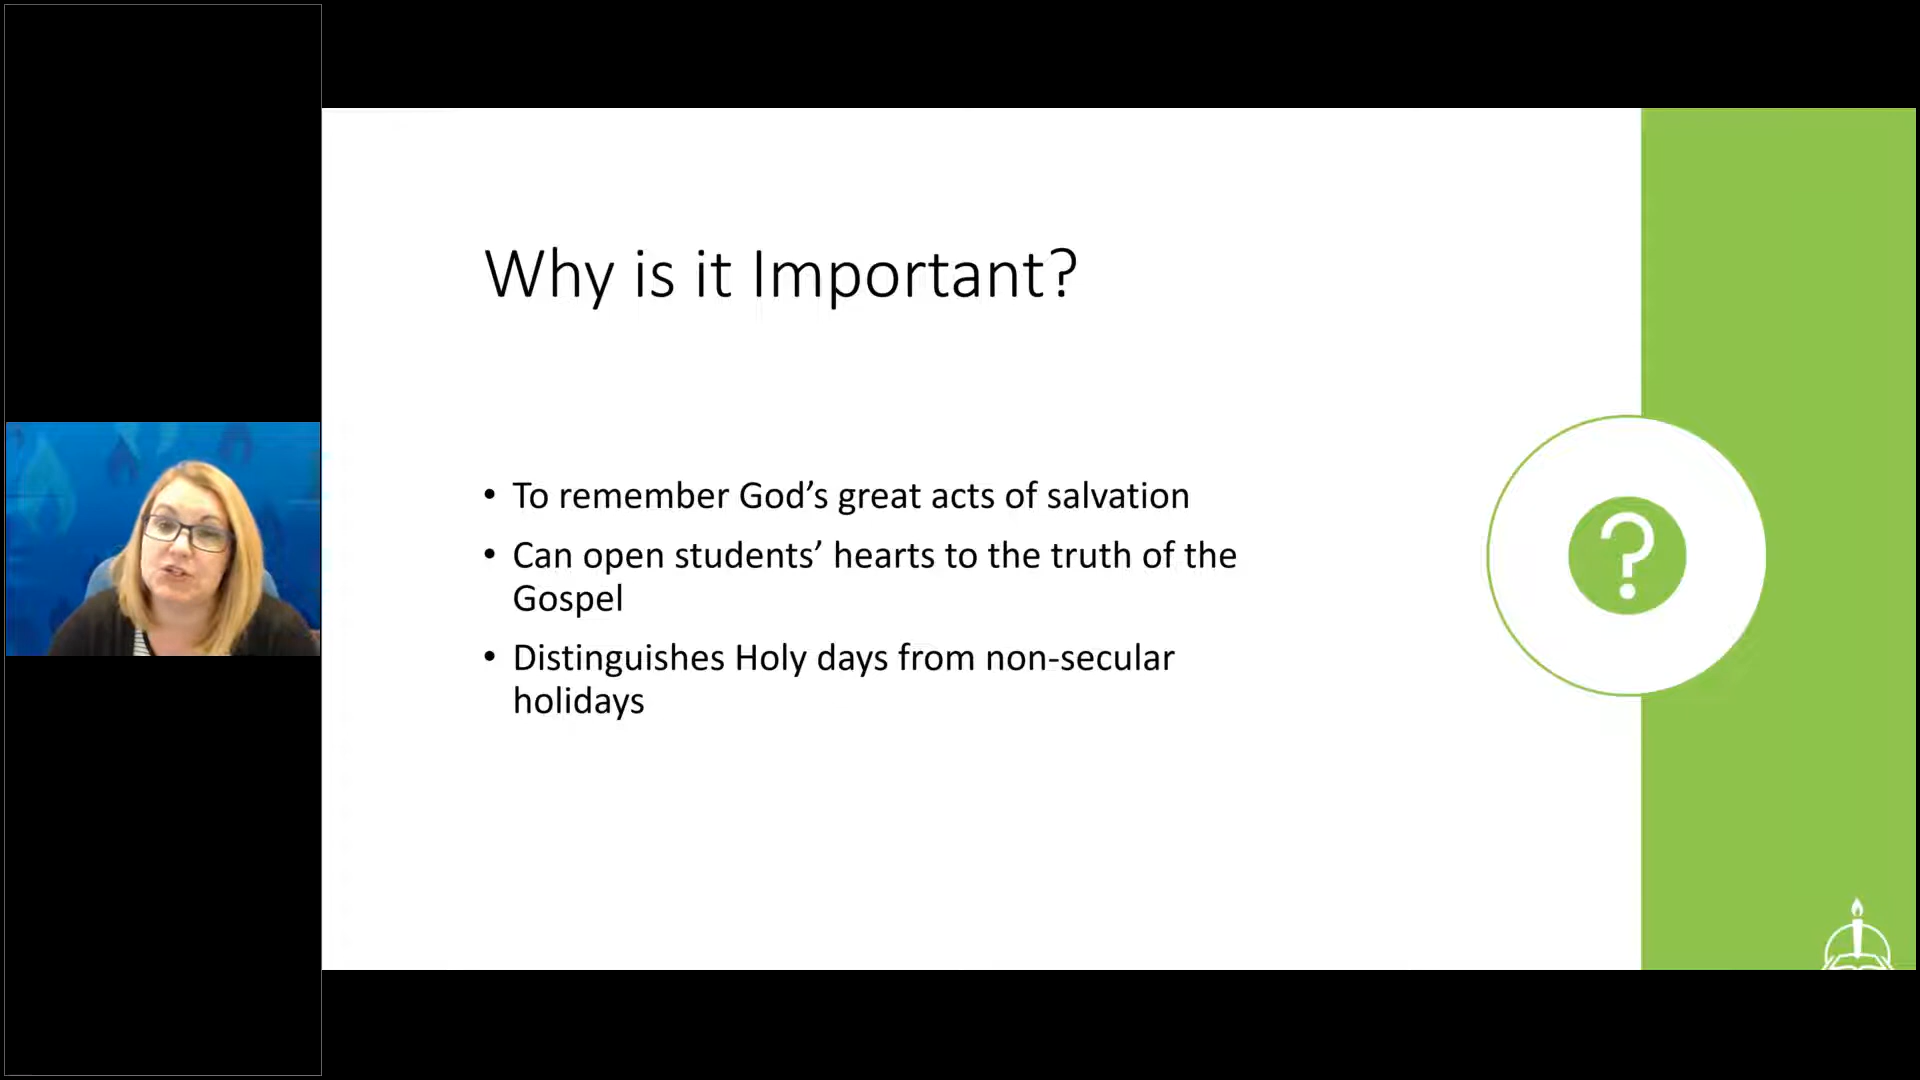 Why is it Important?
• To remember God’s great acts of salvation
• Can open students’ hearts to the truth of the
Gospel
• Distinguishes Holy days from non-secular
holidays
?